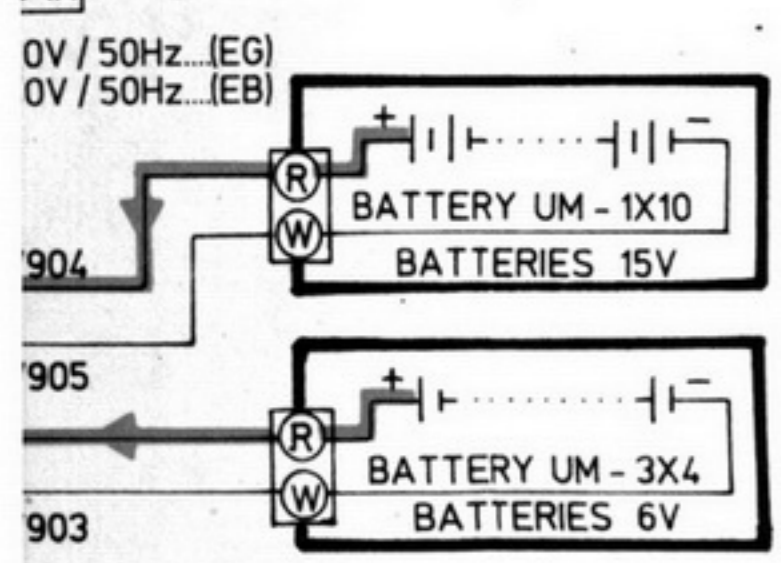 0V / 50Hz....(EG)
0V / 50Hz....(EB)
+ −
R
BATTERY UM - 1X10
W
904
BATTERIES 15V
905
+ −
R
BATTERY UM - 3X4
W
BATTERIES 6V
903